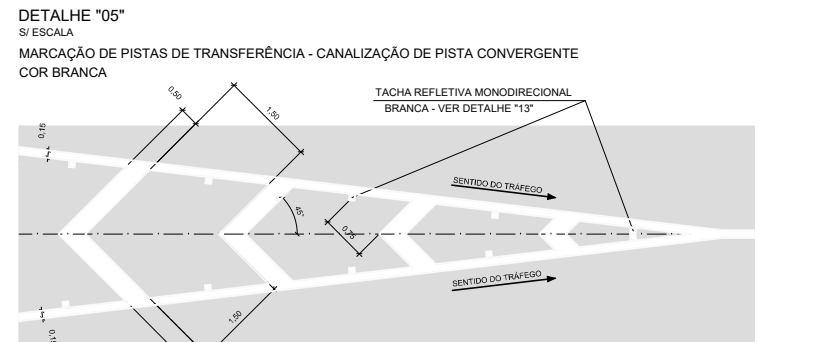 DETALHE "05"
S/ ESCALA
MARCAÇÃO DE PISTAS DE TRANSFERÊNCIA - CANALIZAÇÃO DE PISTA CONVERGENTE
COR BRANCA
TACHA REFLETIVA MONODIRECIONAL
BRANCA - VER DETALHE "13"
0,50
1,50
0,15
SENTIDO DO TRÁFEGO
45°
0,75
SENTIDO DO TRÁFEGO
1,50
0,15